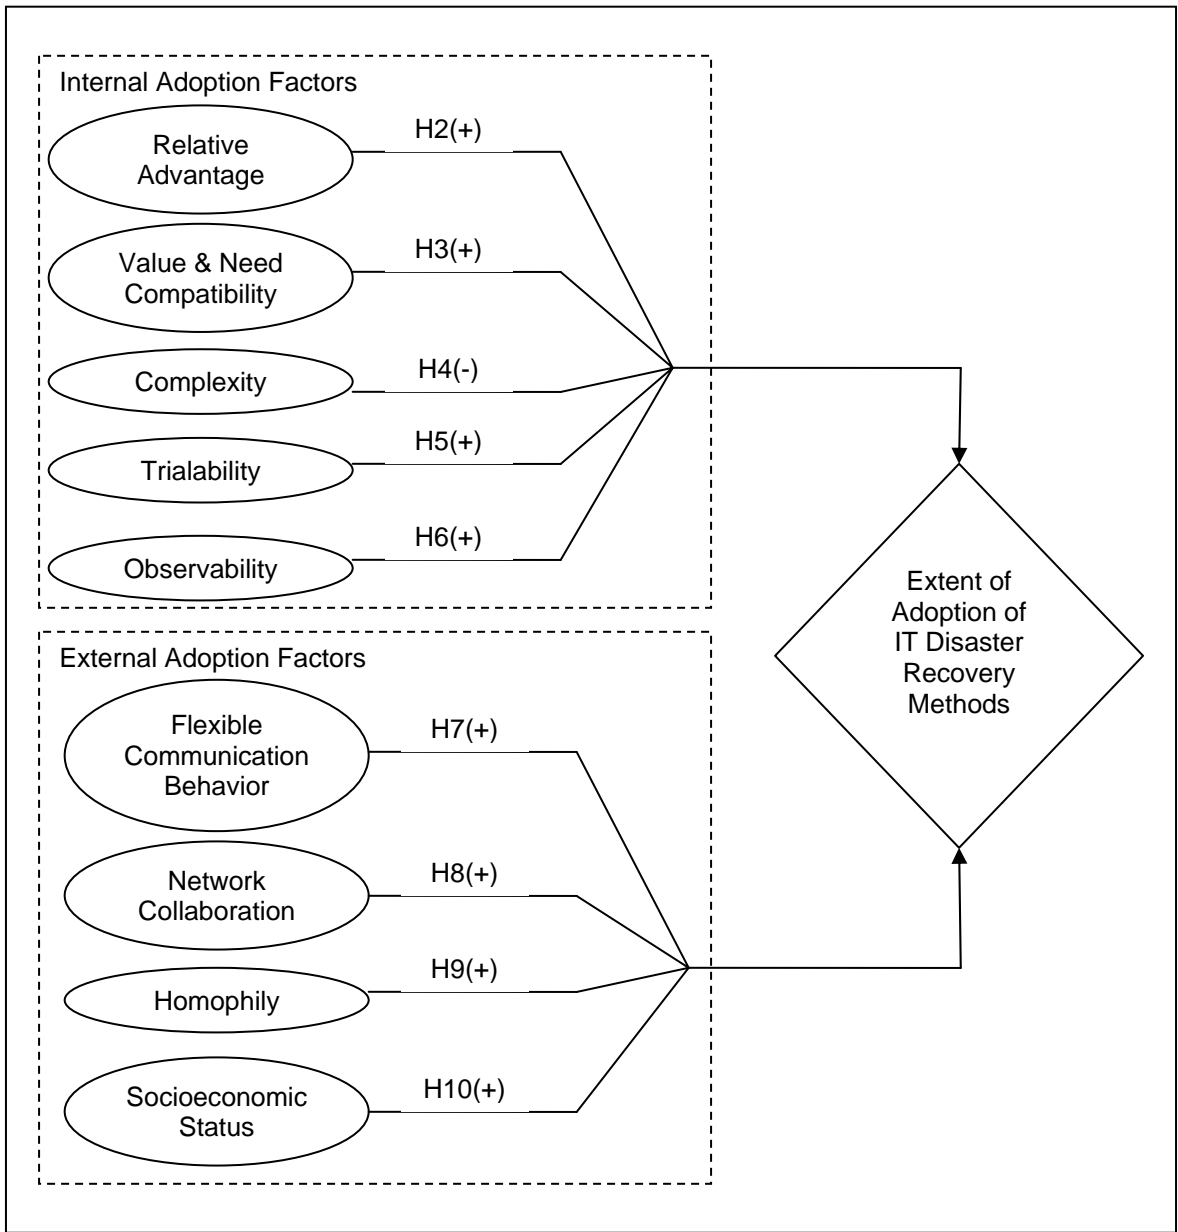 Internal Adoption Factors
Relative
Advantage
H2(+)
Value & Need
Compatibility
H3(+)
Complexity
H4(-)
Trialability
H5(+)
Observability
H6(+)
External Adoption Factors
Flexible
Communication
Behavior
H7(+)
Network
Collaboration
H8(+)
Homophily
H9(+)
Socioeconomic
Status
H10(+)
Extent of
Adoption of
IT Disaster
Recovery
Methods